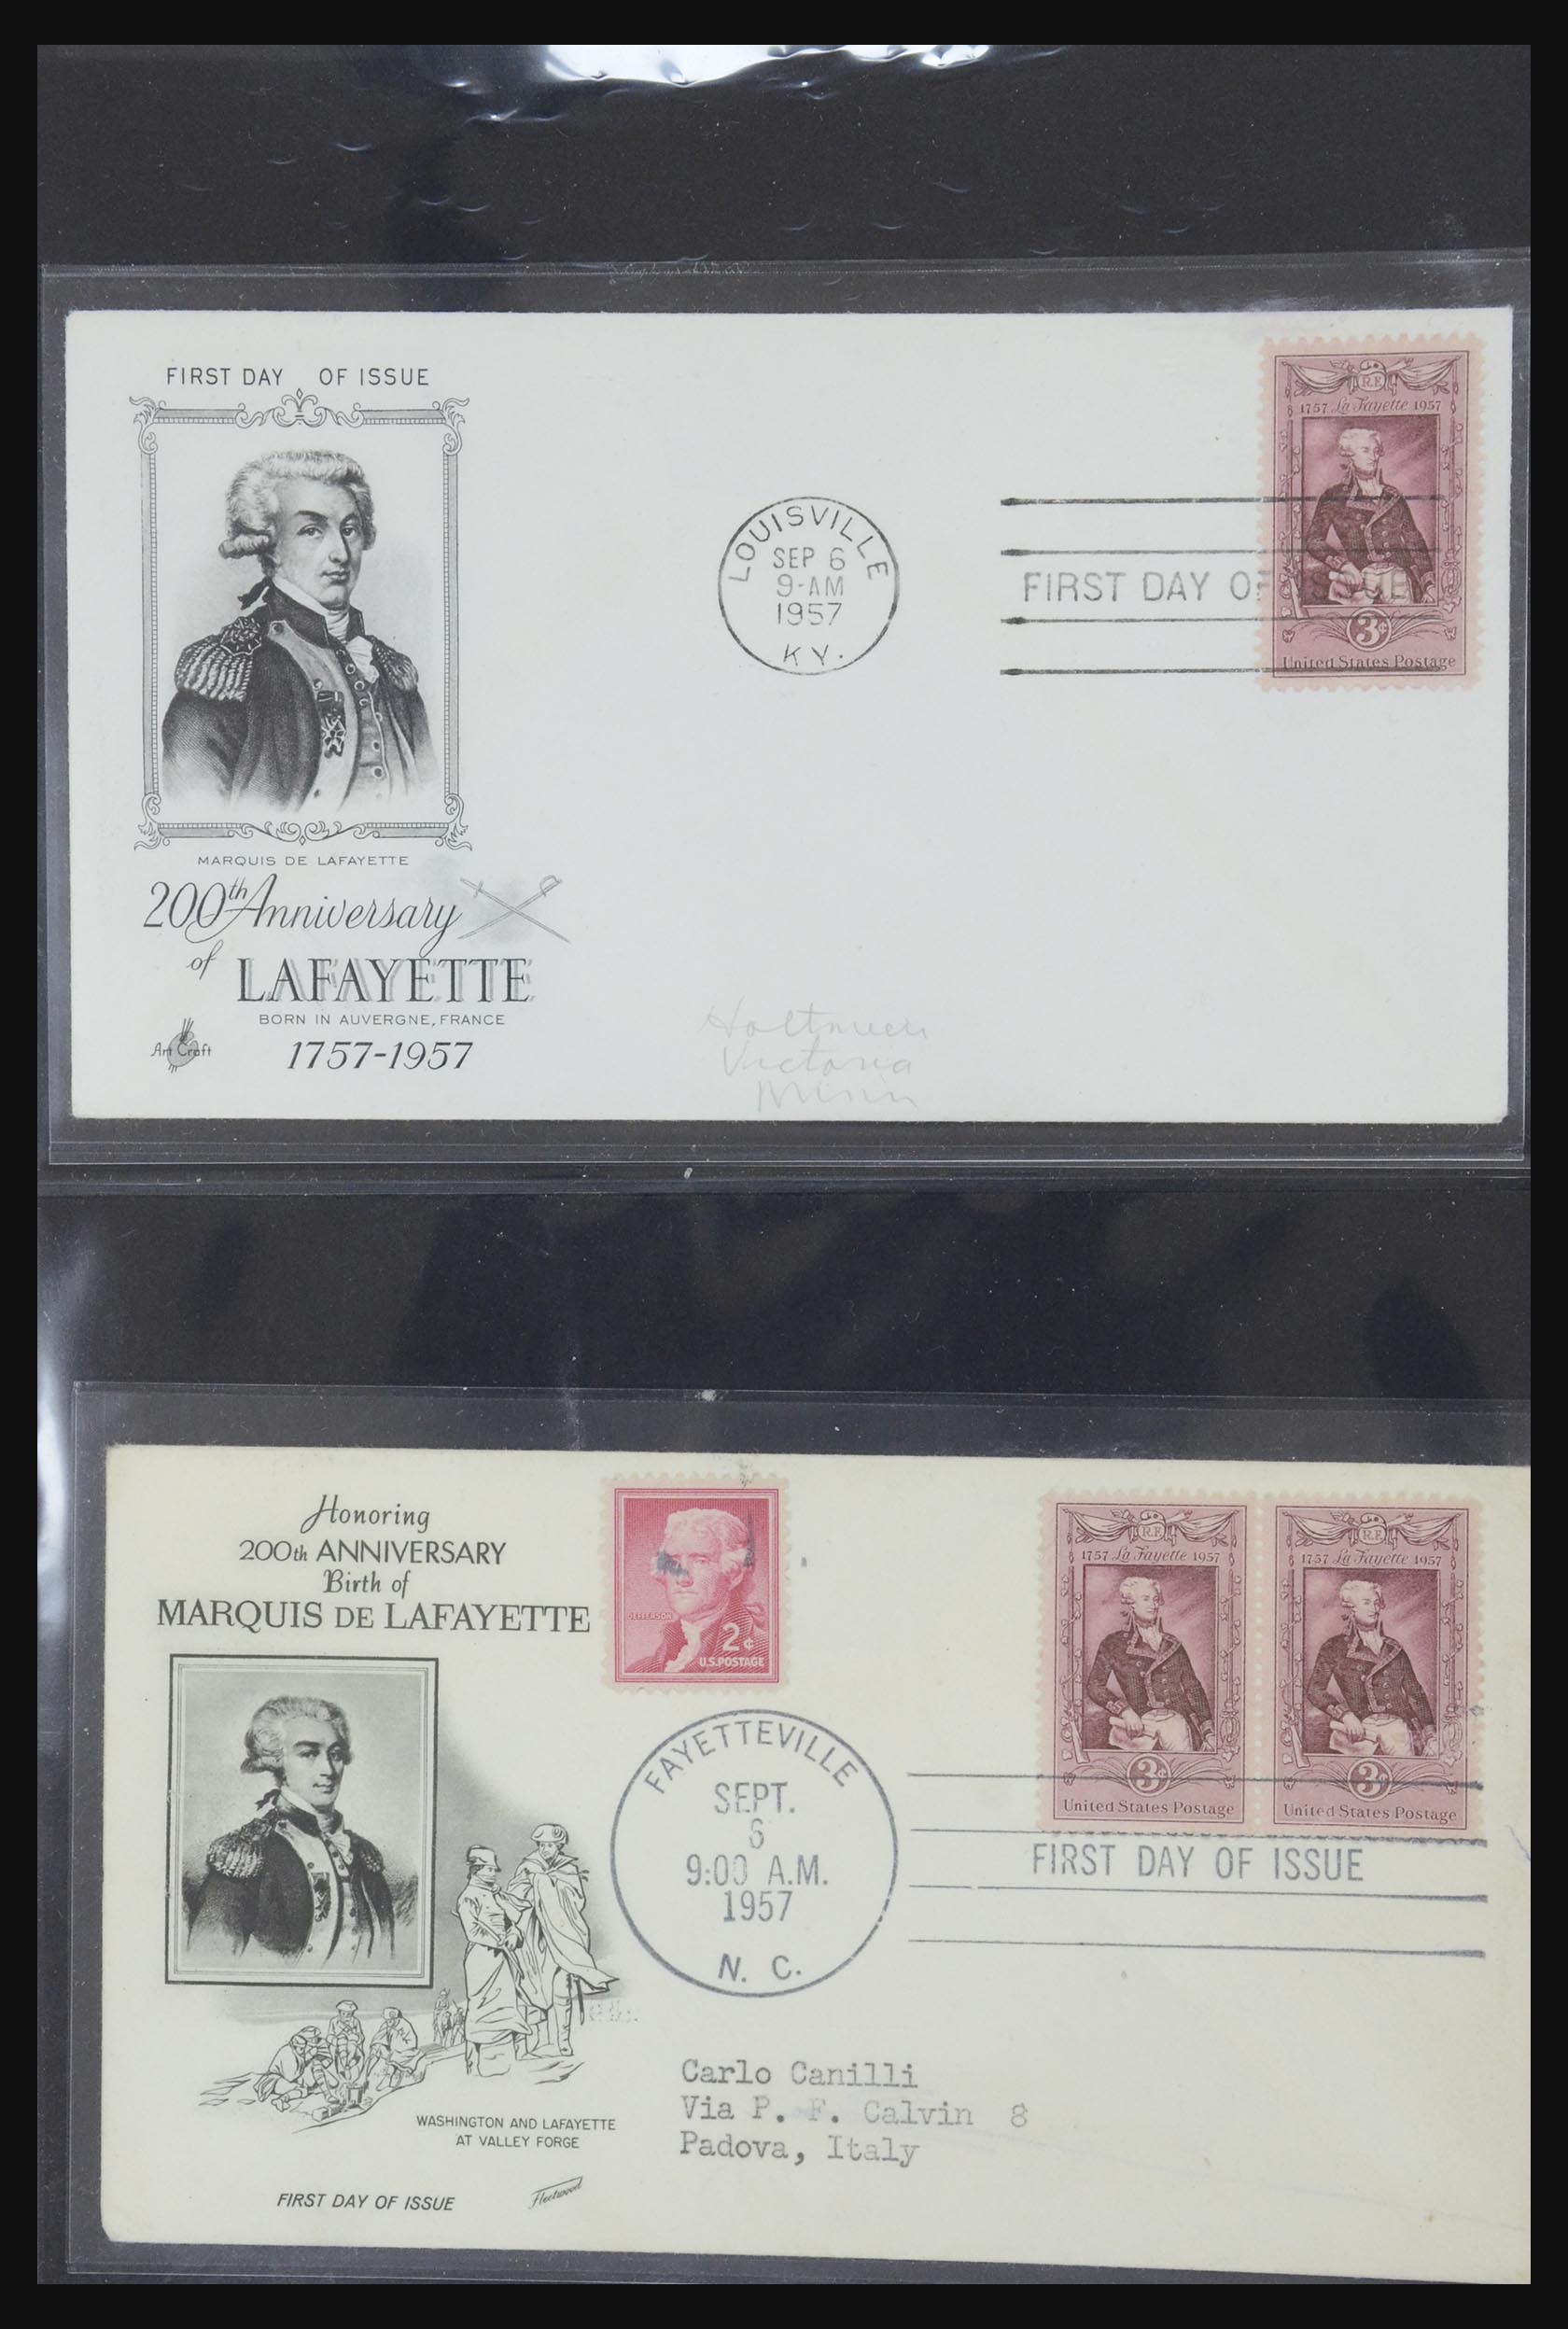 FIRST DAY OF ISSUE
MARQUIS DE LAFAYETTE
200th Anniversary
of LAFAYETTE
BORN IN AUVERGNE, FRANCE
Art Craft 1757-1957
LOUISVILLE
SEP 6
9-AM
1957
KY.
FIRST DAY OF ISSUE
R.F.
1757 La Fayette 1957
3¢
United States Postage
Victoria
Minn
Honoring
200th ANNIVERSARY
Birth of
MARQUIS DE LAFAYETTE
WASHINGTON AND LAFAYETTE
AT VALLEY FORGE
FIRST DAY OF ISSUE
Fleetwood
JEFFERSON
2¢
U.S. POSTAGE
FAYETTEVILLE
SEPT.
6
9:00 A.M.
1957
N. C.
R.F.
1757 La Fayette 1957
3¢
United States Postage
R.F.
1757 La Fayette 1957
3¢
United States Postage
FIRST DAY OF ISSUE
Carlo Canilli
Via P. F. Calvin 8
Padova, Italy